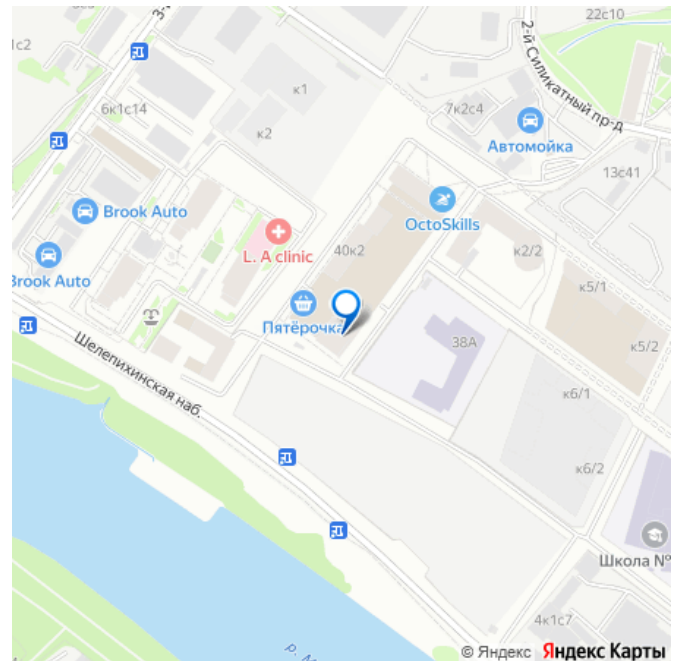 22с10
1с2
3-
2-й Силикатный пр-д
6к1с14
к1
7к2с4
к2
Автомойка
13с41
Brook Auto
OctoSkills
L. A clinic
40к2
к2/2
Brook Auto
к5/1
Пятёрочка
38А
к5/2
Шелепихинская наб.
к6/1
к6/2
Школа №
4к1с7
р. М
© Яндекс Яндекс Карты